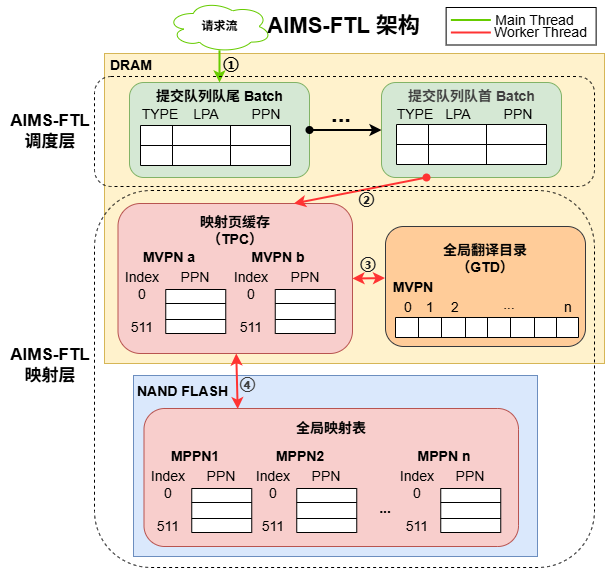 请求流
AIMS-FTL 架构
Main Thread
Worker Thread
DRAM
①
AIMS-FTL
调度层
提交队列队尾 Batch
TYPE LPA PPN
...
提交队列队首 Batch
TYPE LPA PPN
②
AIMS-FTL
映射层
映射页缓存
（TPC）
MVPN a MVPN b
Index PPN Index PPN
0 0
511 511
③
全局翻译目录
（GTD）
MVPN
0 1 2 ... n
④
NAND FLASH
全局映射表
MPPN1 MPPN2 MPPN n
Index PPN Index PPN Index PPN
0 0 0
...
511 511 511